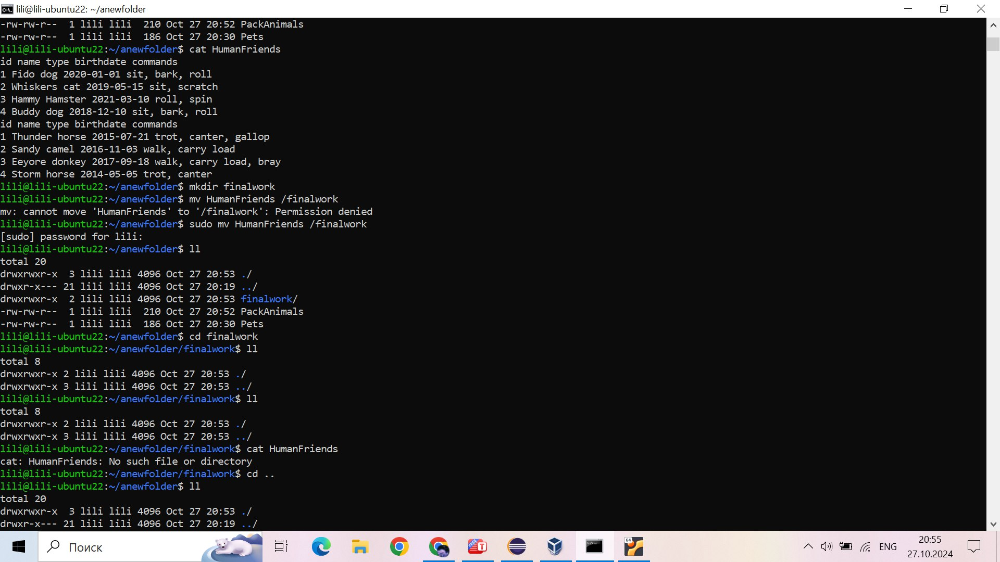 lili@lili-ubuntu22: ~/anewfolder
-rw-rw-r--  1 lili lili  210 Oct 27 20:52 PackAnimals
-rw-rw-r--  1 lili lili  186 Oct 27 20:30 Pets
lili@lili-ubuntu22:~/anewfolder$ cat HumanFriends
id name type birthdate commands
1 Fido dog 2020-01-01 sit, bark, roll
2 Whiskers cat 2019-05-15 sit, scratch
3 Hammy Hamster 2021-03-10 roll, spin
4 Buddy dog 2018-12-10 sit, bark, roll
id name type birthdate commands
1 Thunder horse 2015-07-21 trot, canter, gallop
2 Sandy camel 2016-11-03 walk, carry load
3 Eeyore donkey 2017-09-18 walk, carry load, bray
4 Storm horse 2014-05-05 trot, canter
lili@lili-ubuntu22:~/anewfolder$ mkdir finalwork
lili@lili-ubuntu22:~/anewfolder$ mv HumanFriends /finalwork
mv: cannot move 'HumanFriends' to '/finalwork': Permission denied
lili@lili-ubuntu22:~/anewfolder$ sudo mv HumanFriends /finalwork
[sudo] password for lili:
lili@lili-ubuntu22:~/anewfolder$ ll
total 20
drwxrwxr-x  3 lili lili 4096 Oct 27 20:53 ./
drwxr-x--- 21 lili lili 4096 Oct 27 20:19 ../
drwxrwxr-x  2 lili lili 4096 Oct 27 20:53 finalwork/
-rw-rw-r--  1 lili lili  210 Oct 27 20:52 PackAnimals
-rw-rw-r--  1 lili lili  186 Oct 27 20:30 Pets
lili@lili-ubuntu22:~/anewfolder$ cd finalwork
lili@lili-ubuntu22:~/anewfolder/finalwork$ ll
total 8
drwxrwxr-x 2 lili lili 4096 Oct 27 20:53 ./
drwxrwxr-x 3 lili lili 4096 Oct 27 20:53 ../
lili@lili-ubuntu22:~/anewfolder/finalwork$ ll
total 8
drwxrwxr-x 2 lili lili 4096 Oct 27 20:53 ./
drwxrwxr-x 3 lili lili 4096 Oct 27 20:53 ../
lili@lili-ubuntu22:~/anewfolder/finalwork$ cat HumanFriends
cat: HumanFriends: No such file or directory
lili@lili-ubuntu22:~/anewfolder/finalwork$ cd ..
lili@lili-ubuntu22:~/anewfolder$ ll
total 20
drwxrwxr-x  3 lili lili 4096 Oct 27 20:53 ./
drwxr-x--- 21 lili lili 4096 Oct 27 20:19 ../
Поиск
FREE
T
64
ENG
20:55
27.10.2024